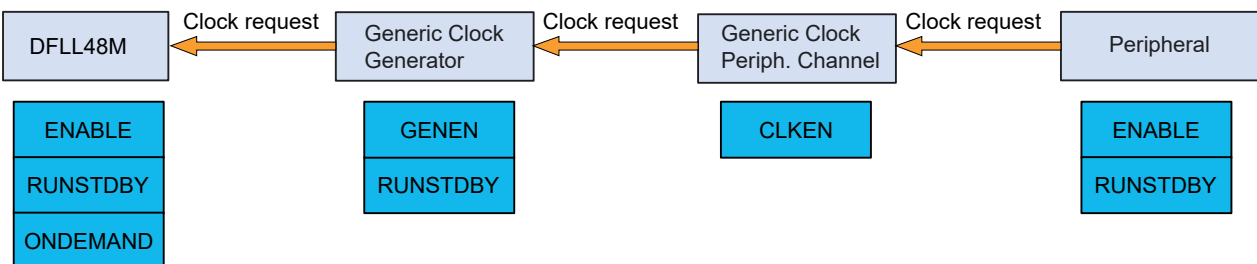 Clock request
Clock request
Clock request
DFLL48M
Generic Clock
Generator
Generic Clock
Periph. Channel
Peripheral
ENABLE
GENEN
CLKEN
ENABLE
RUNSTDBY
RUNSTDBY
RUNSTDBY
ONDEMAND